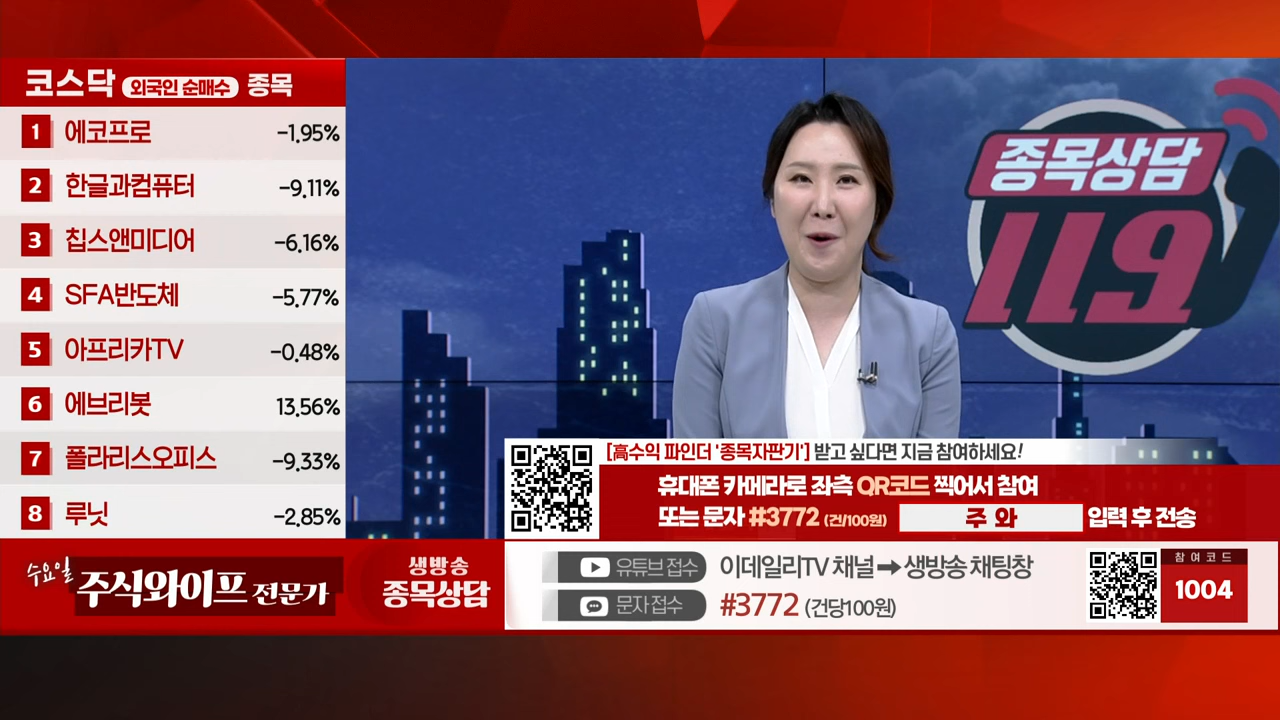 코스닥 외국인 순매수 종목
1 에코프로 -1.95%
2 한글과컴퓨터 -9.11%
3 칩스앤미디어 -6.16%
4 SFA반도체 -5.77%
5 아프리카TV -0.48%
6 에브리봇 13.56%
7 폴라리스오피스 -9.33%
8 루닛 -2.85%
종목상담
119
[高수익 파인더 '종목자판기'] 받고 싶다면 지금 참여하세요!
휴대폰 카메라로 좌측 QR코드 찍어서 참여
또는 문자 #3772 (건/100원) 주 와 입력 후 전송
수요일 주식와이프 전문가
생방송
종목상담
유튜브 접수 이데일리TV 채널 ➡ 생방송 채팅창
문자 접수 #3772 (건당100원)
참여코드
1004